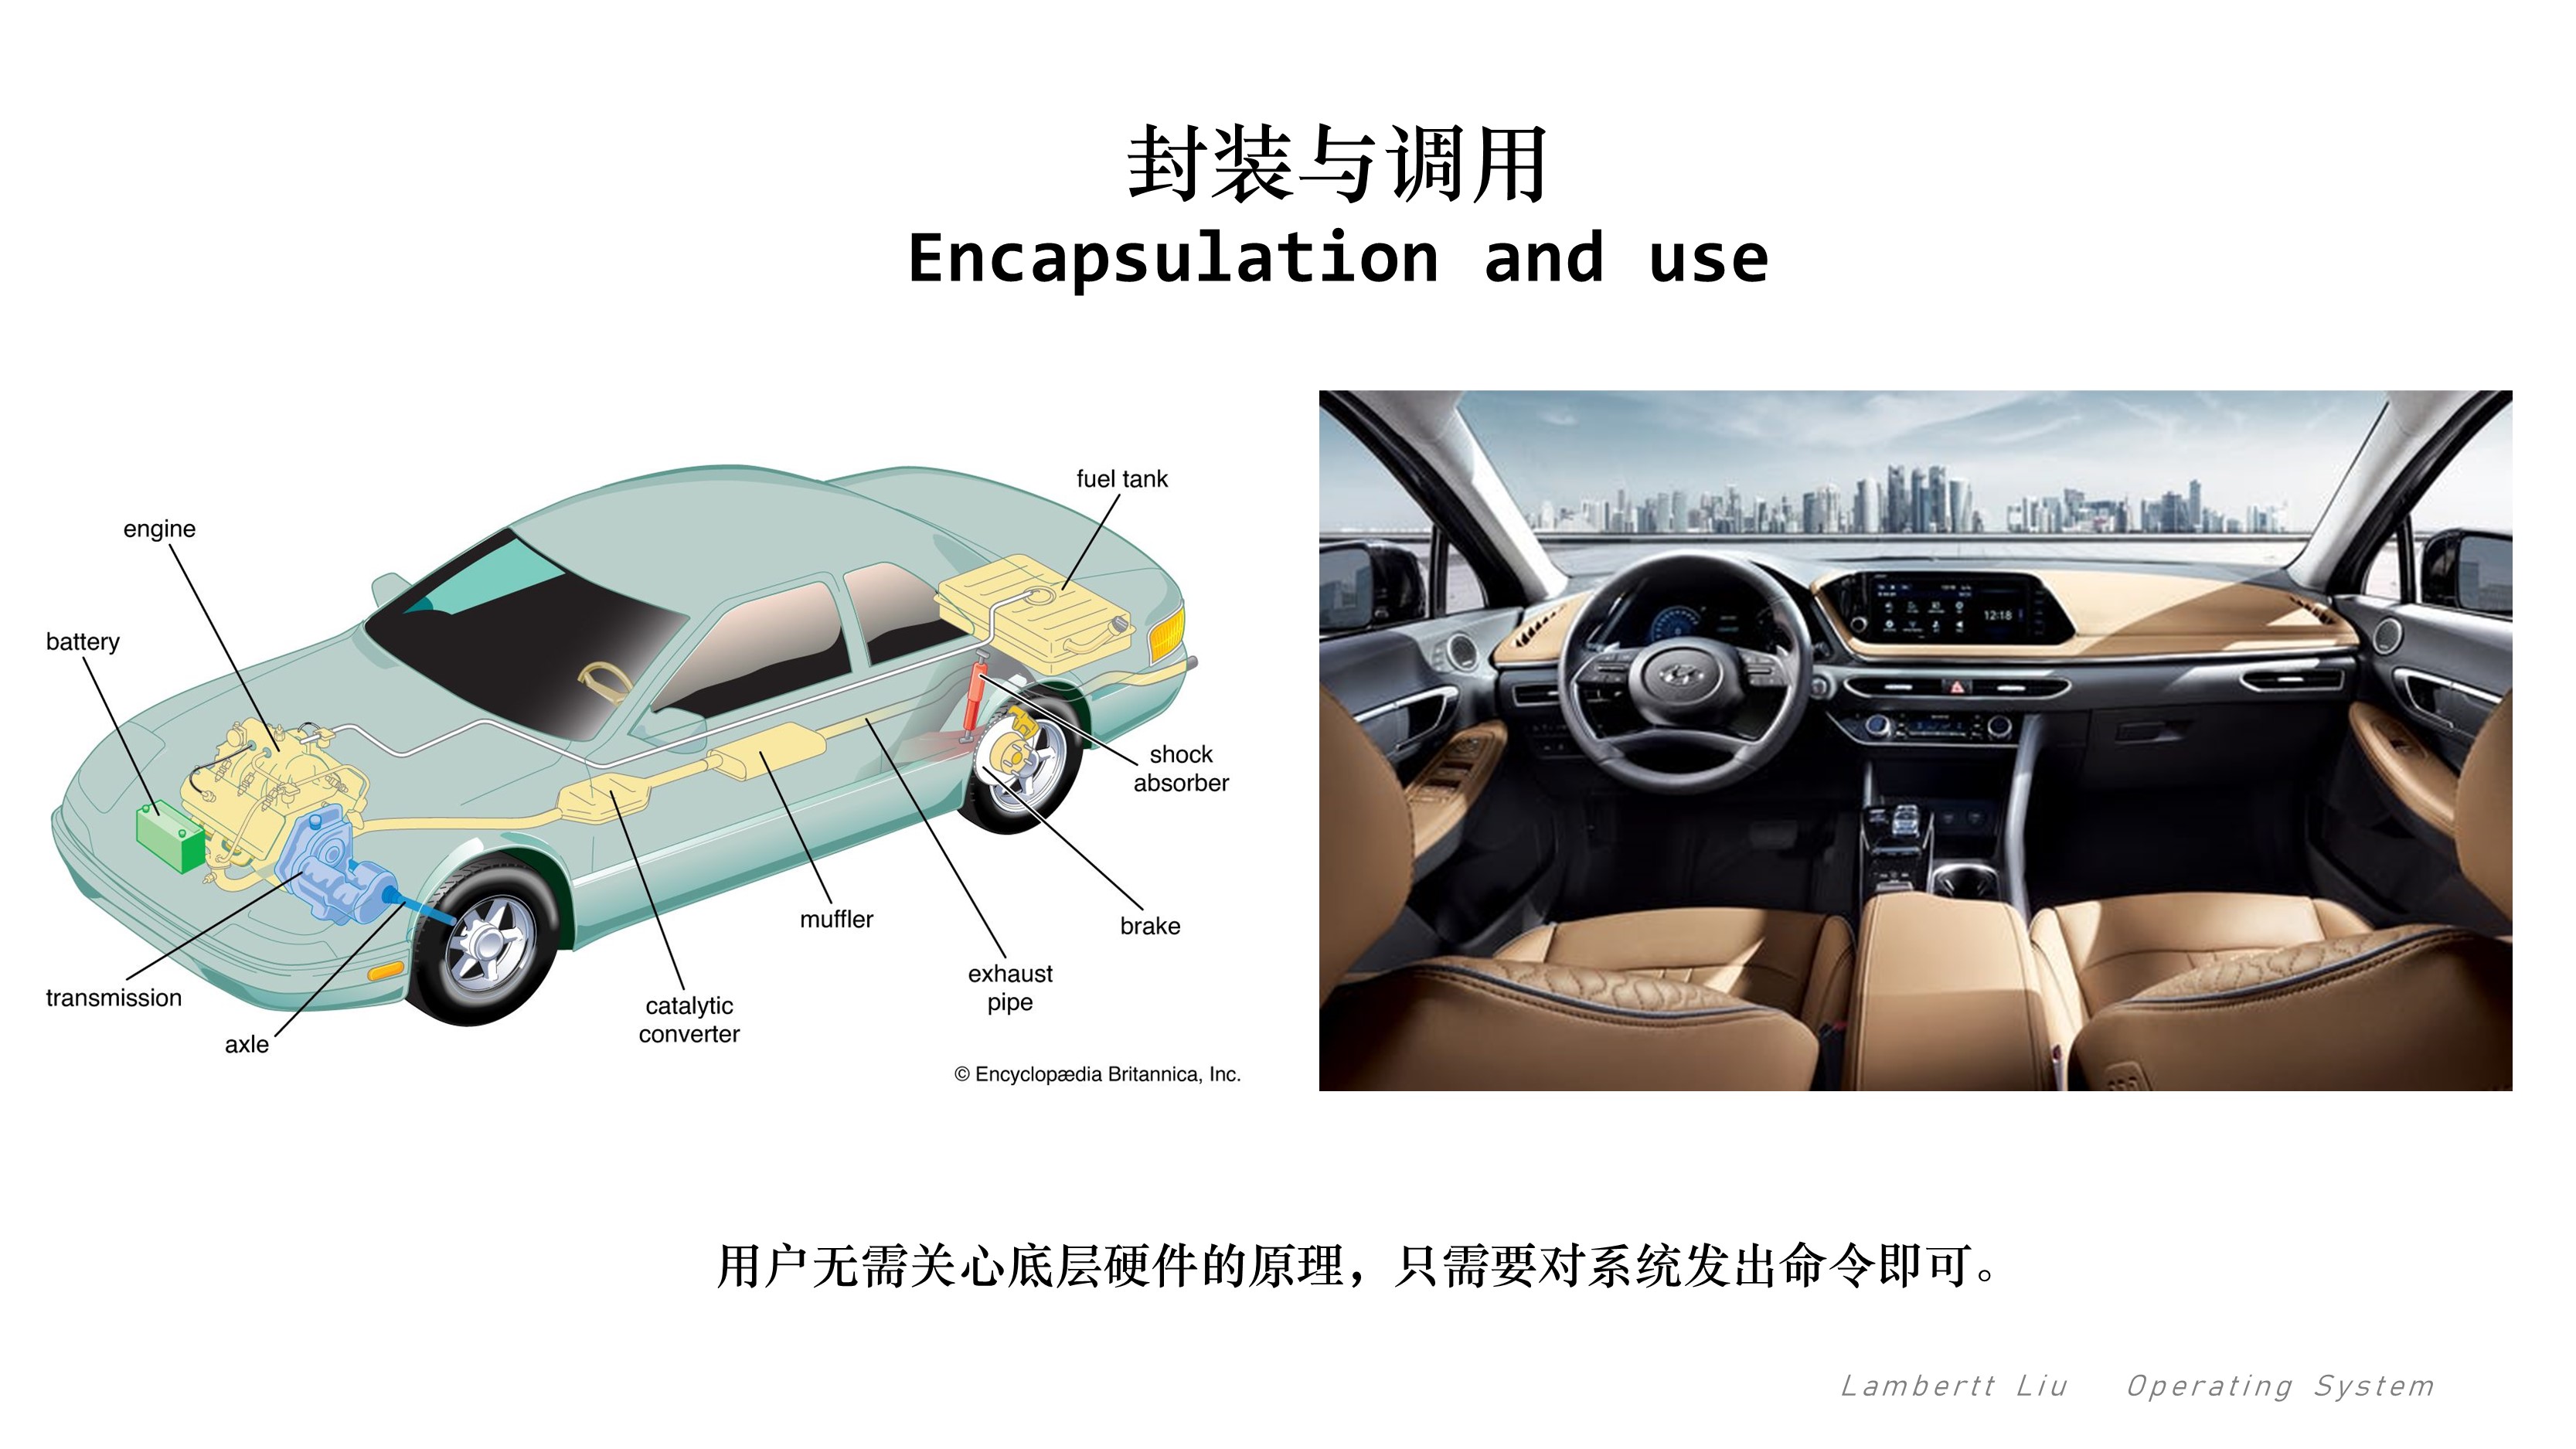 封装与调用
Encapsulation and use
fuel tank
engine
battery
shock
absorber
muffler
brake
exhaust
pipe
transmission
catalytic
converter
axle
© Encyclopædia Britannica, Inc.
12:18
用户无需关心底层硬件的原理，只需要对系统发出命令即可。
Lambertt Liu Operating System